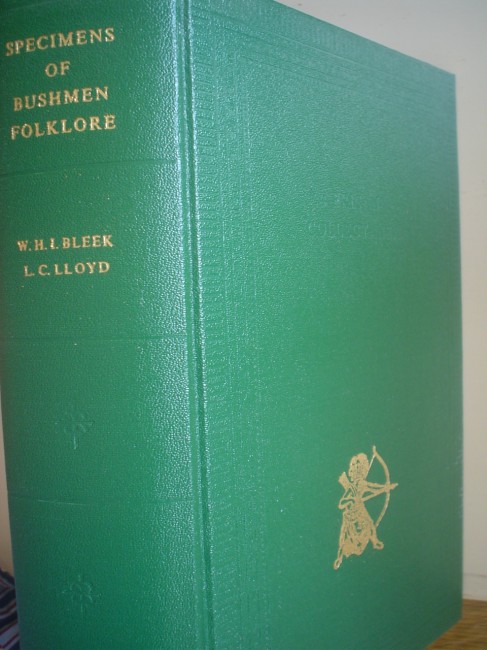 SPECIMENS
OF
BUSHMEN
FOLKLORE
W.H.I. BLEEK
L.C. LLOYD